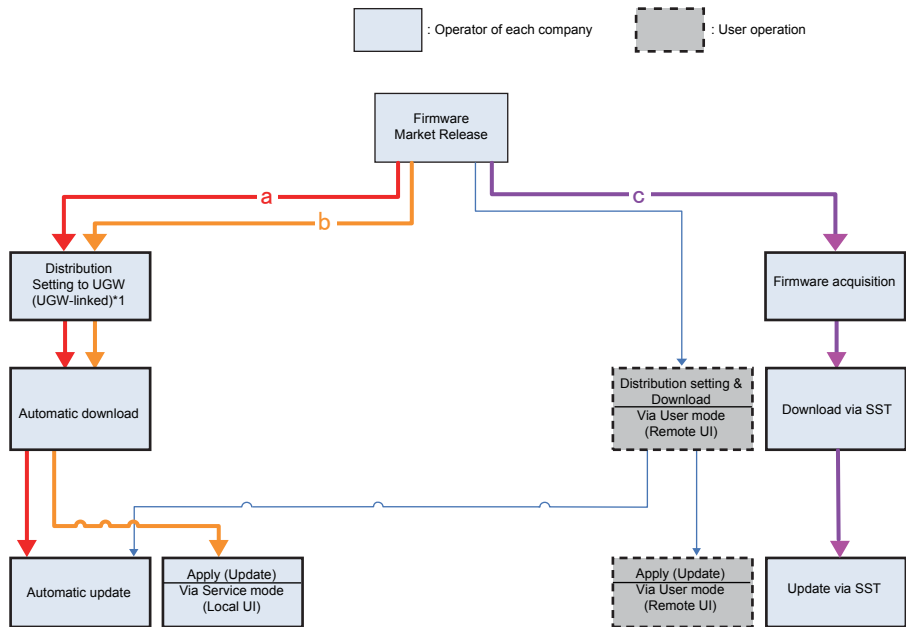 : Operator of each company
: User operation
Firmware
Market Release
a
b
c
Distribution
Setting to UGW
(UGW-linked)*1
Firmware acquisition
Automatic download
Distribution setting &
Download
Via User mode
(Remote UI)
Download via SST
Automatic update
Apply (Update)
Via Service mode
(Local UI)
Apply (Update)
Via User mode
(Remote UI)
Update via SST